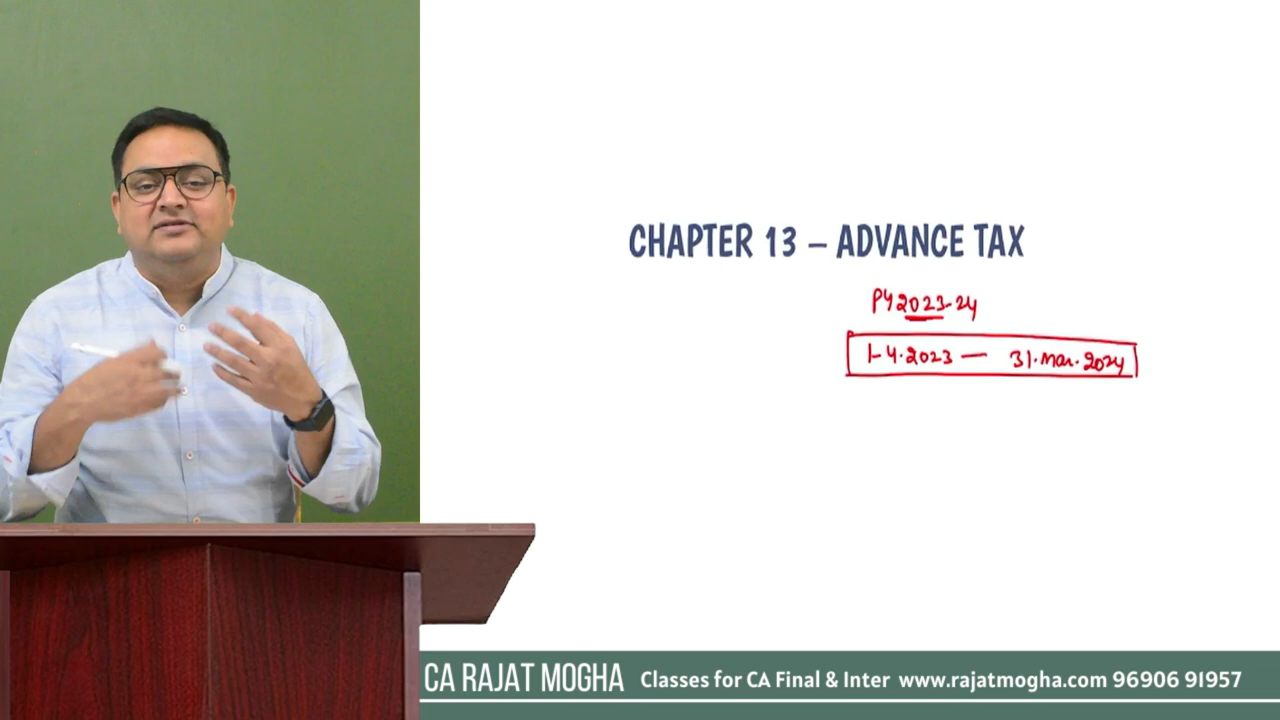 CHAPTER 13 – ADVANCE TAX
PY 2023-24
1-4-2023 — 31.Mar.2024
CA RAJAT MOGHA Classes for CA Final & Inter www.rajatmogha.com 96906 91957